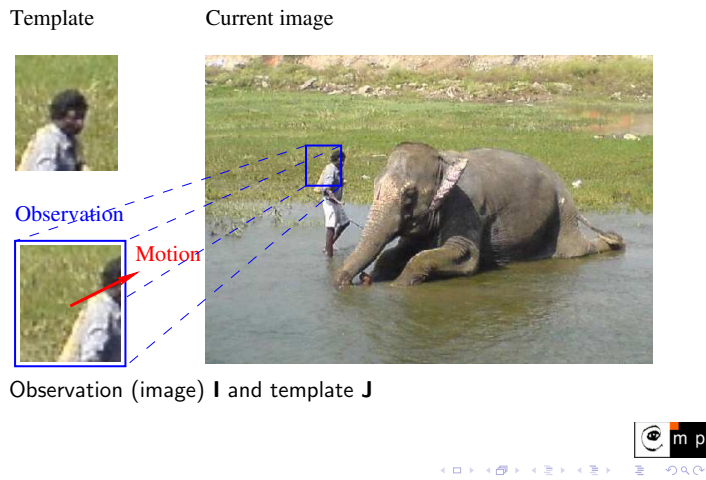 Template
Current image
Observation
Motion
Observation (image) I and template J
m p